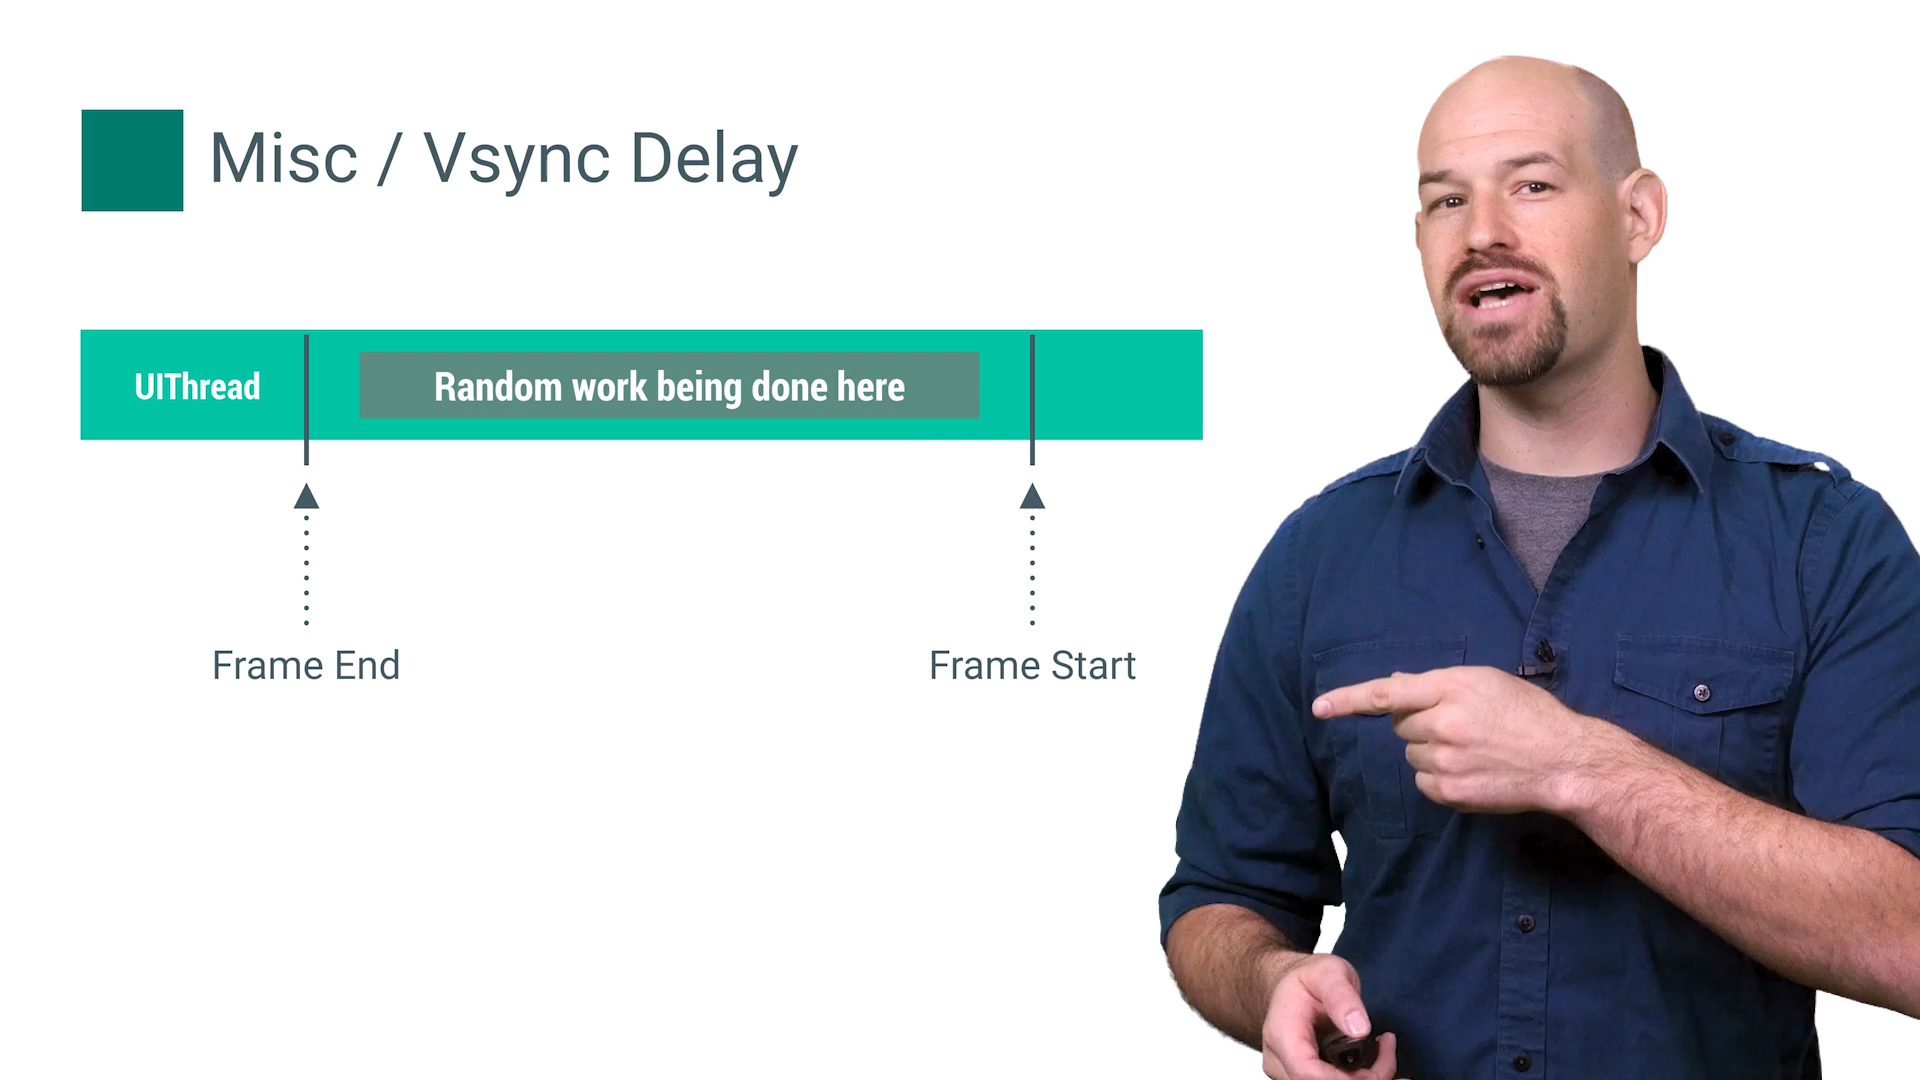 Misc / Vsync Delay
UIThread
Random work being done here
Frame End
Frame Start